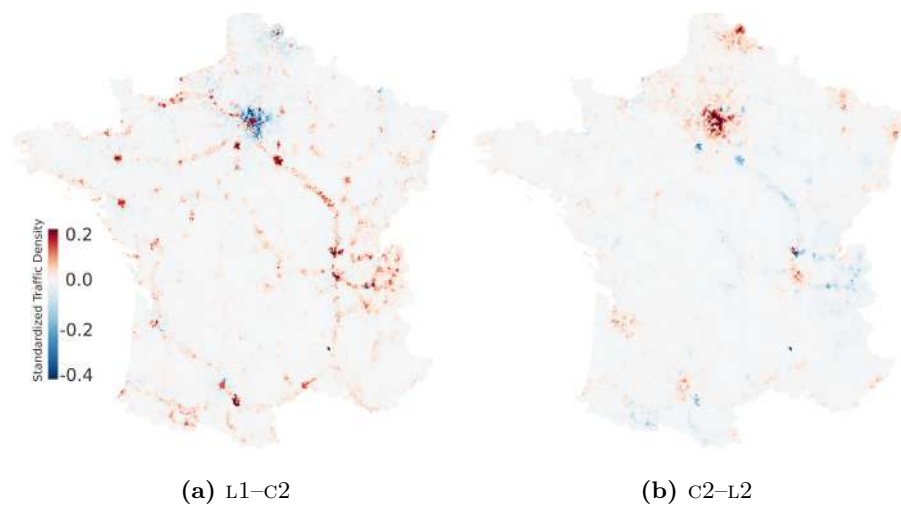 Standardized Traffic Density
0.2
0.0
-0.2
-0.4
(a) L1–C2
(b) C2–L2